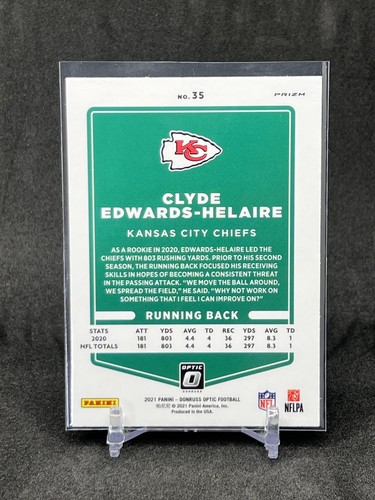 NO. 35
PRIZM
KC
CLYDE
EDWARDS-HELAIRE
KANSAS CITY CHIEFS
AS A ROOKIE IN 2020, EDWARDS-HELAIRE LED THE
CHIEFS WITH 803 RUSHING YARDS. PRIOR TO HIS SECOND
SEASON, THE RUNNING BACK FOCUSED HIS RECEIVING
SKILLS IN HOPES OF BECOMING A CONSISTENT THREAT
IN THE PASSING ATTACK. "WE MOVE THE BALL AROUND,
WE SPREAD THE FIELD," HE SAID. "WHY NOT WORK ON
SOMETHING THAT I FEEL I CAN IMPROVE ON?"
RUNNING BACK
STATS ATT YDS AVG TD REC YDS AVG TD
2020 181 803 4.4 4 36 297 8.3 1
NFL TOTALS 181 803 4.4 4 36 297 8.3 1
OPTIC
O
DONRUSS
PANINI
2021 PANINI - DONRUSS OPTIC FOOTBALL
© 2021 Panini America, Inc.
Produced in the USA.
NFL
NFLPA